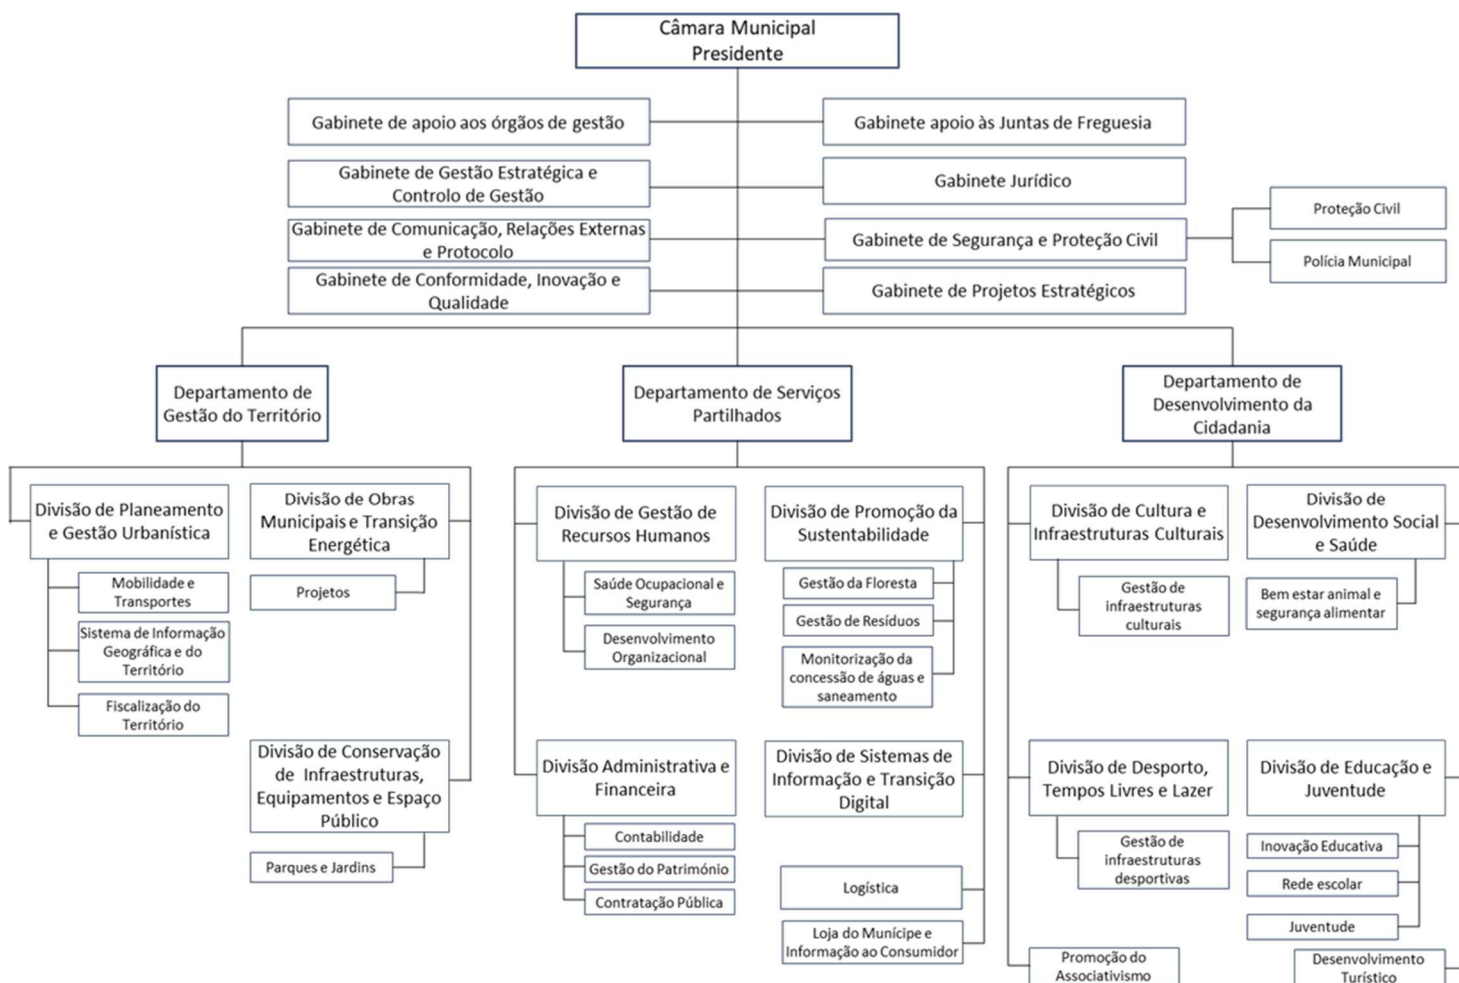 Câmara Municipal
Presidente
Gabinete de apoio aos órgãos de gestão
Gabinete apoio às Juntas de Freguesia
Gabinete de Gestão Estratégica e
Controlo de Gestão
Gabinete Jurídico
Gabinete de Comunicação, Relações Externas
e Protocolo
Gabinete de Segurança e Proteção Civil
Proteção Civil
Polícia Municipal
Gabinete de Conformidade, Inovação e
Qualidade
Gabinete de Projetos Estratégicos
Departamento de
Gestão do Território
Departamento de Serviços
Partilhados
Departamento de
Desenvolvimento da
Cidadania
Divisão de Planeamento
e Gestão Urbanística
Mobilidade e
Transportes
Sistema de Informação
Geográfica e do
Território
Fiscalização do
Território
Divisão de Obras
Municipais e Transição
Energética
Projetos
Divisão de Conservação
de Infraestruturas,
Equipamentos e Espaço
Público
Parques e Jardins
Divisão de Gestão de
Recursos Humanos
Saúde Ocupacional e
Segurança
Desenvolvimento
Organizacional
Divisão de Promoção da
Sustentabilidade
Gestão da Floresta
Gestão de Resíduos
Monitorização da
concessão de águas e
saneamento
Divisão Administrativa e
Financeira
Contabilidade
Gestão do Património
Contratação Pública
Divisão de Sistemas de
Informação e Transição
Digital
Logística
Loja do Munícipe e
Informação ao Consumidor
Divisão de Cultura e
Infraestruturas Culturais
Gestão de
infraestruturas
culturais
Divisão de
Desenvolvimento Social
e Saúde
Bem estar animal e
segurança alimentar
Divisão de Desporto,
Tempos Livres e Lazer
Gestão de
infraestruturas
desportivas
Divisão de Educação e
Juventude
Inovação Educativa
Rede escolar
Juventude
Promoção do
Associativismo
Desenvolvimento
Turístico